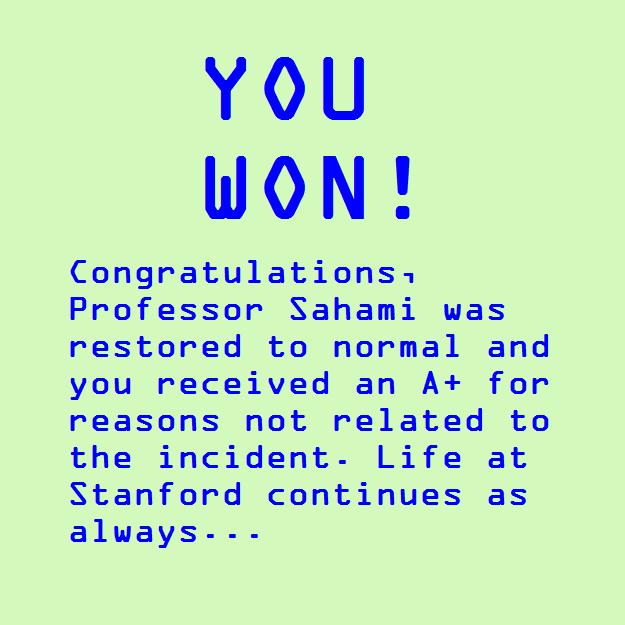 YOU
WON!
Congratulations,
Professor Sahami was
restored to normal and
you received an A+ for
reasons not related to
the incident. Life at
Stanford continues as
always...